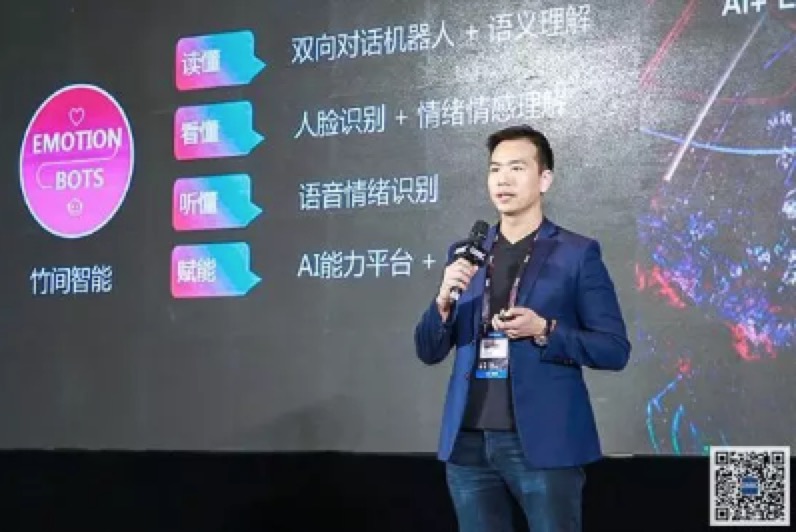 AI+
EMOTION
BOTS
竹间智能
读懂
双向对话机器人 + 语义理解
看懂
人脸识别 + 情绪情感理解
听懂
语音情绪识别
赋能
AI能力平台 +